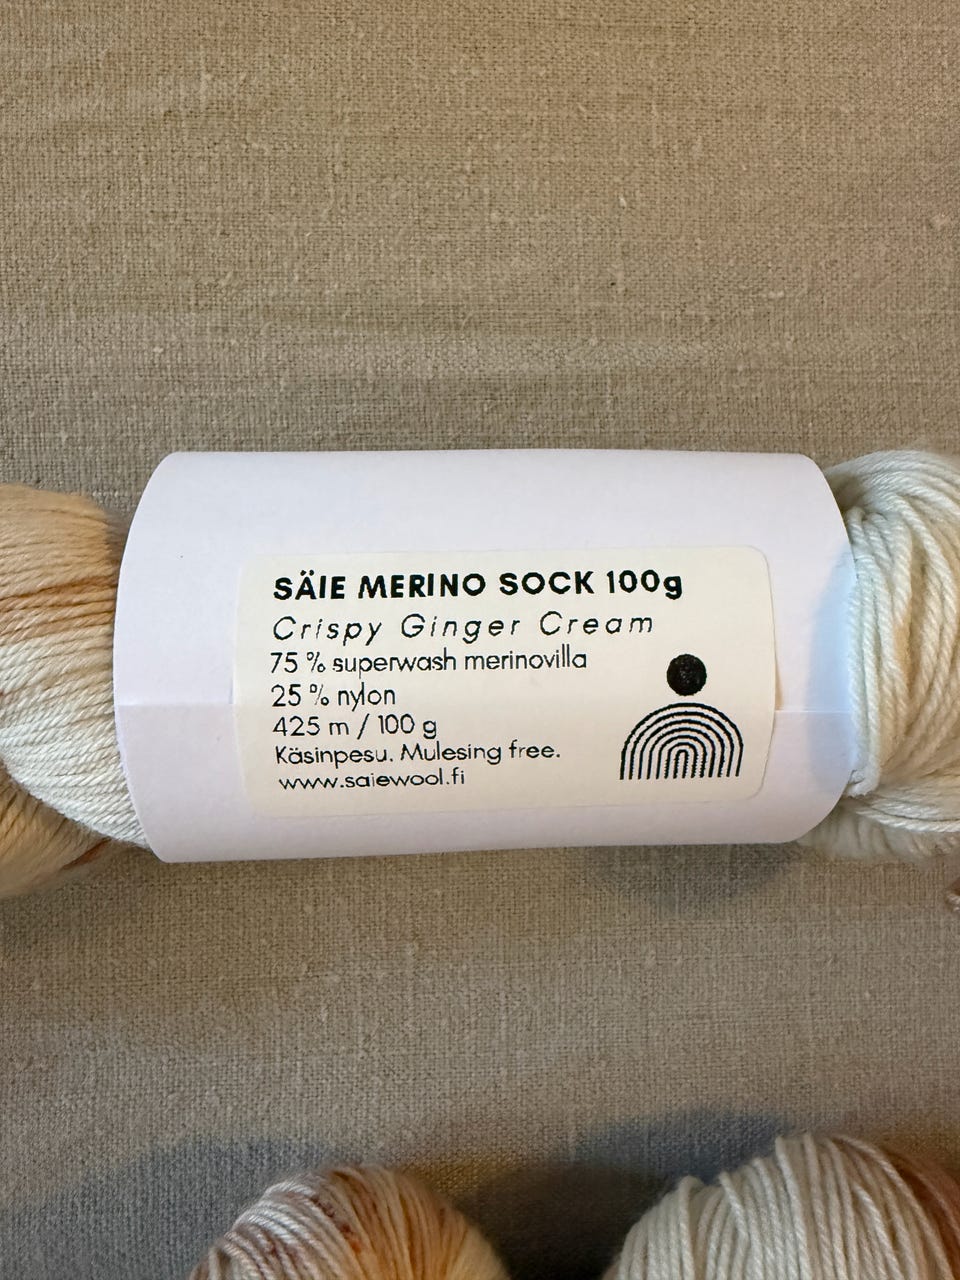 SÄIE MERINO SOCK 100g
Crispy Ginger Cream
75 % superwash merinovilla
25 % nylon
425 m / 100 g
Käsinpesu. Mulesing free.
www.saiewool.fi